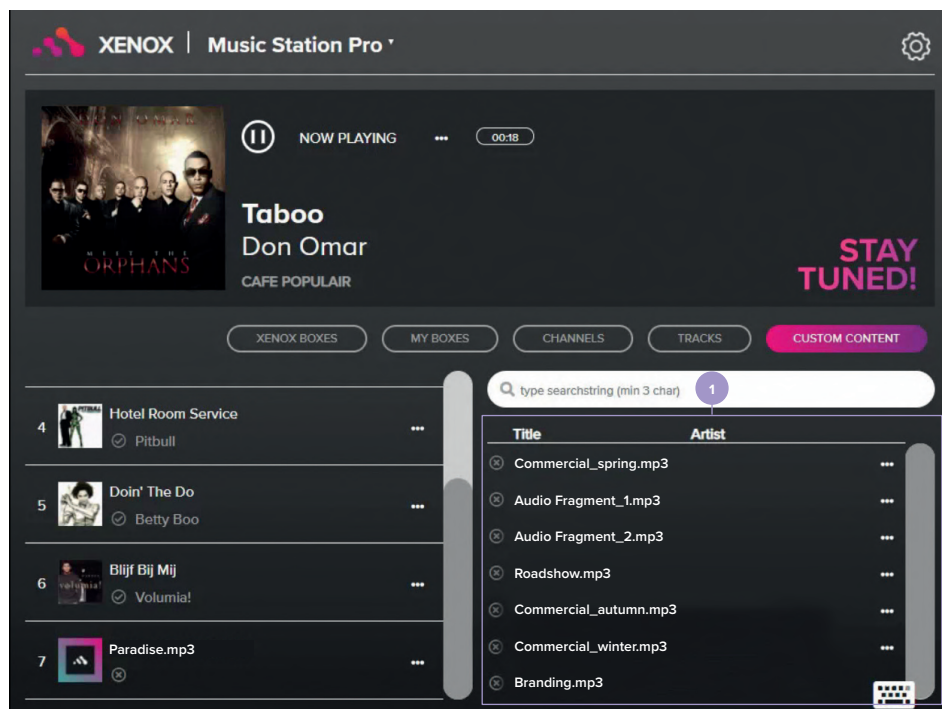 XENOX | Music Station Pro
NOW PLAYING ••• 00:18
Taboo
Don Omar
CAFE POPULAIR
MEET THE
ORPHANS
STAY
TUNED!
XENOX BOXES MY BOXES CHANNELS TRACKS CUSTOM CONTENT
4 Hotel Room Service •••
Pitbull
5 Doin' The Do •••
Betty Boo
6 Blijf Bij Mij •••
Volumia!
7 Paradise.mp3 •••
type searchstring (min 3 char) 1
Title Artist
Commercial_spring.mp3 •••
Audio Fragment_1.mp3 •••
Audio Fragment_2.mp3 •••
Roadshow.mp3 •••
Commercial_autumn.mp3 •••
Commercial_winter.mp3 •••
Branding.mp3